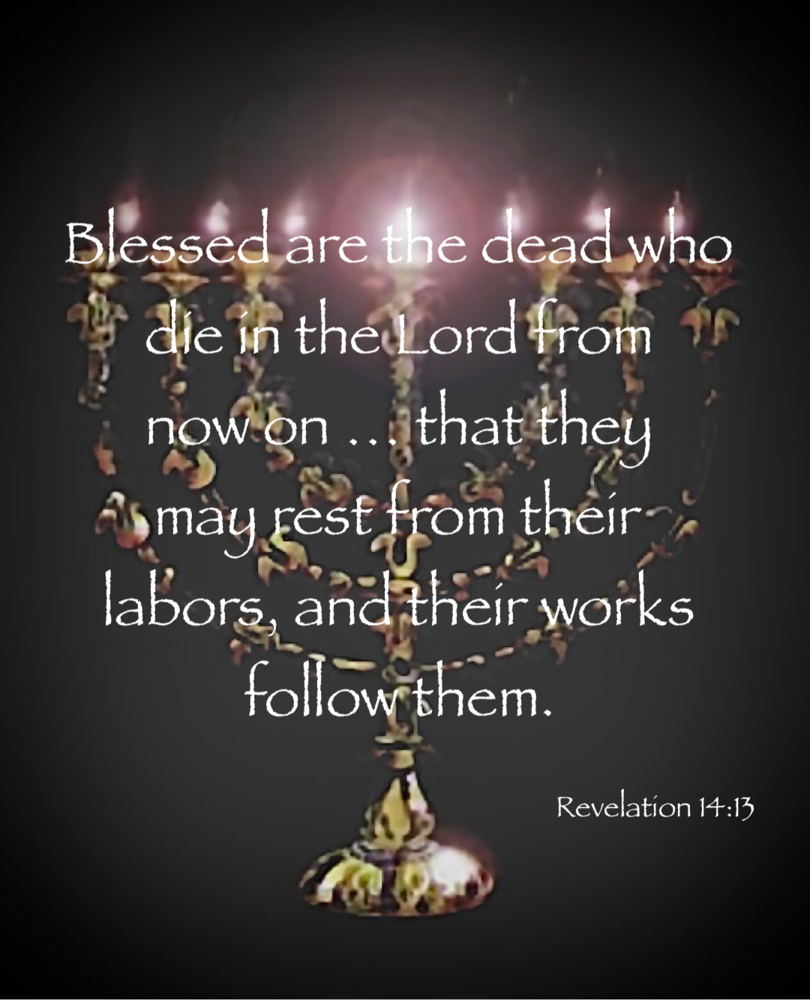 Blessed are the dead who
die in the Lord from
now on ... that they
may rest from their
labors, and their works
follow them.
Revelation 14:13